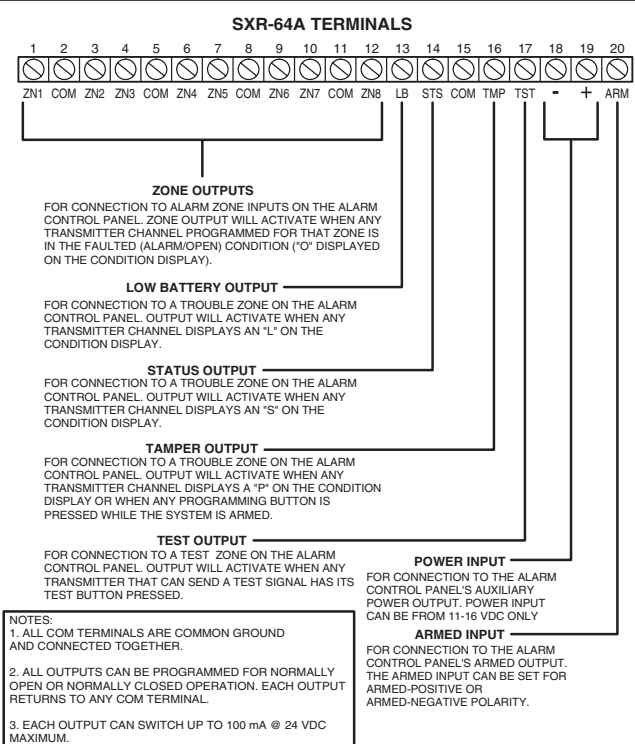 SXR-64A TERMINALS
1 2 3 4 5 6 7 8 9 10 11 12 13 14 15 16 17 18 19 20
ZN1 COM ZN2 ZN3 COM ZN4 ZN5 COM ZN6 ZN7 COM ZN8 LB STS COM TMP TST - + ARM
ZONE OUTPUTS
FOR CONNECTION TO ALARM ZONE INPUTS ON THE ALARM
CONTROL PANEL. ZONE OUTPUT WILL ACTIVATE WHEN ANY
TRANSMITTER CHANNEL PROGRAMMED FOR THAT ZONE IS
IN THE FAULTED (ALARM/OPEN) CONDITION ("O" DISPLAYED
ON THE CONDITION DISPLAY).
LOW BATTERY OUTPUT
FOR CONNECTION TO A TROUBLE ZONE ON THE ALARM
CONTROL PANEL. OUTPUT WILL ACTIVATE WHEN ANY
TRANSMITTER CHANNEL DISPLAYS AN "L" ON THE
CONDITION DISPLAY.
STATUS OUTPUT
FOR CONNECTION TO A TROUBLE ZONE ON THE ALARM
CONTROL PANEL. OUTPUT WILL ACTIVATE WHEN ANY
TRANSMITTER CHANNEL DISPLAYS AN "S" ON THE
CONDITION DISPLAY.
TAMPER OUTPUT
FOR CONNECTION TO A TROUBLE ZONE ON THE ALARM
CONTROL PANEL. OUTPUT WILL ACTIVATE WHEN ANY
TRANSMITTER CHANNEL DISPLAYS A "P" ON THE CONDITION
DISPLAY OR WHEN ANY PROGRAMMING BUTTON IS
PRESSED WHILE THE SYSTEM IS ARMED.
TEST OUTPUT
FOR CONNECTION TO A TEST ZONE ON THE ALARM
CONTROL PANEL. OUTPUT WILL ACTIVATE WHEN ANY
TRANSMITTER THAT CAN SEND A TEST SIGNAL HAS ITS
TEST BUTTON PRESSED.
POWER INPUT
FOR CONNECTION TO THE ALARM
CONTROL PANEL'S AUXILIARY
POWER OUTPUT. POWER INPUT
CAN BE FROM 11-16 VDC ONLY
ARMED INPUT
FOR CONNECTION TO THE ALARM
CONTROL PANEL'S ARMED OUTPUT.
THE ARMED INPUT CAN BE SET FOR
ARMED-POSITIVE OR
ARMED-NEGATIVE POLARITY.
NOTES:
1. ALL COM TERMINALS ARE COMMON GROUND
AND CONNECTED TOGETHER.
2. ALL OUTPUTS CAN BE PROGRAMMED FOR NORMALLY
OPEN OR NORMALLY CLOSED OPERATION. EACH OUTPUT
RETURNS TO ANY COM TERMINAL.
3. EACH OUTPUT CAN SWITCH UP TO 100 mA @ 24 VDC
MAXIMUM.